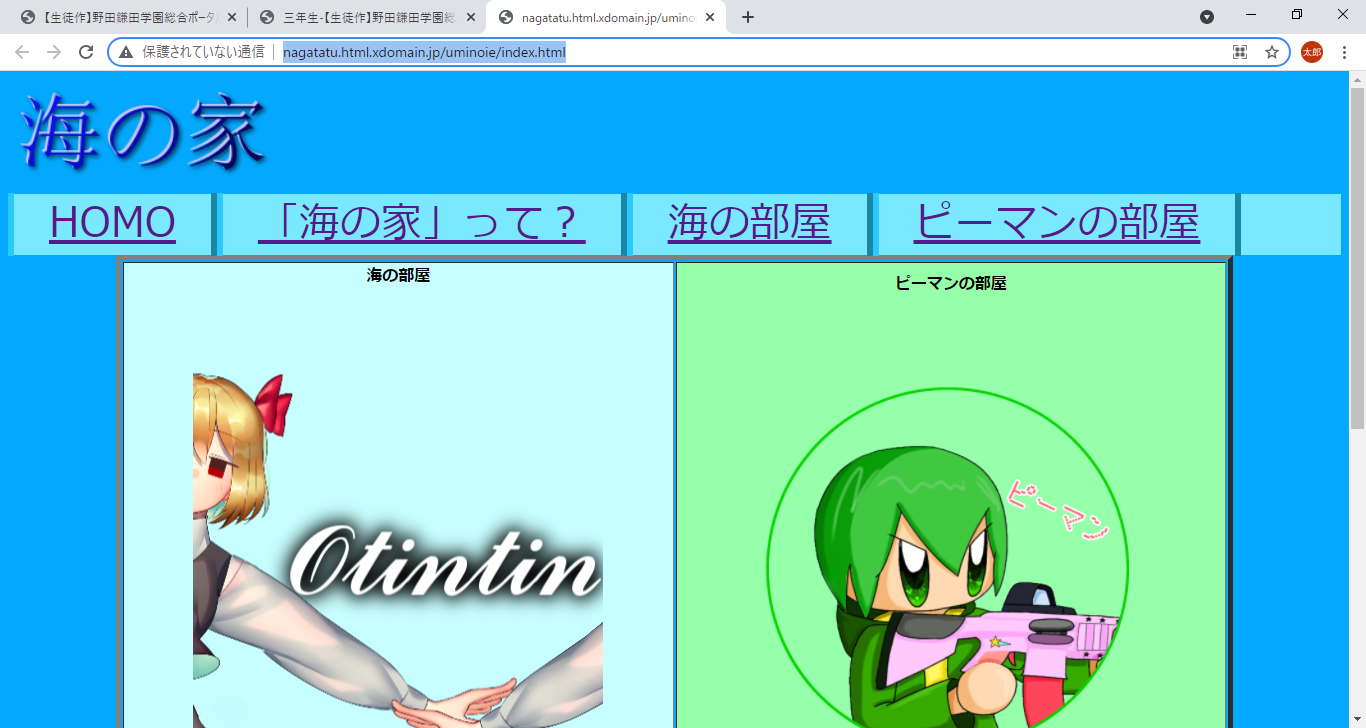 【生徒作】野田鎌田学園総合ポータル
三年生-【生徒作】野田鎌田学園総
nagatatu.html.xdomain.jp/umino
保護されていない通信
nagatatu.html.xdomain.jp/uminoie/index.html
太郎
海の家
HOMO
「海の家」って？
海の部屋
ピーマンの部屋
海の部屋
ピーマンの部屋
Otintin
ピーマン